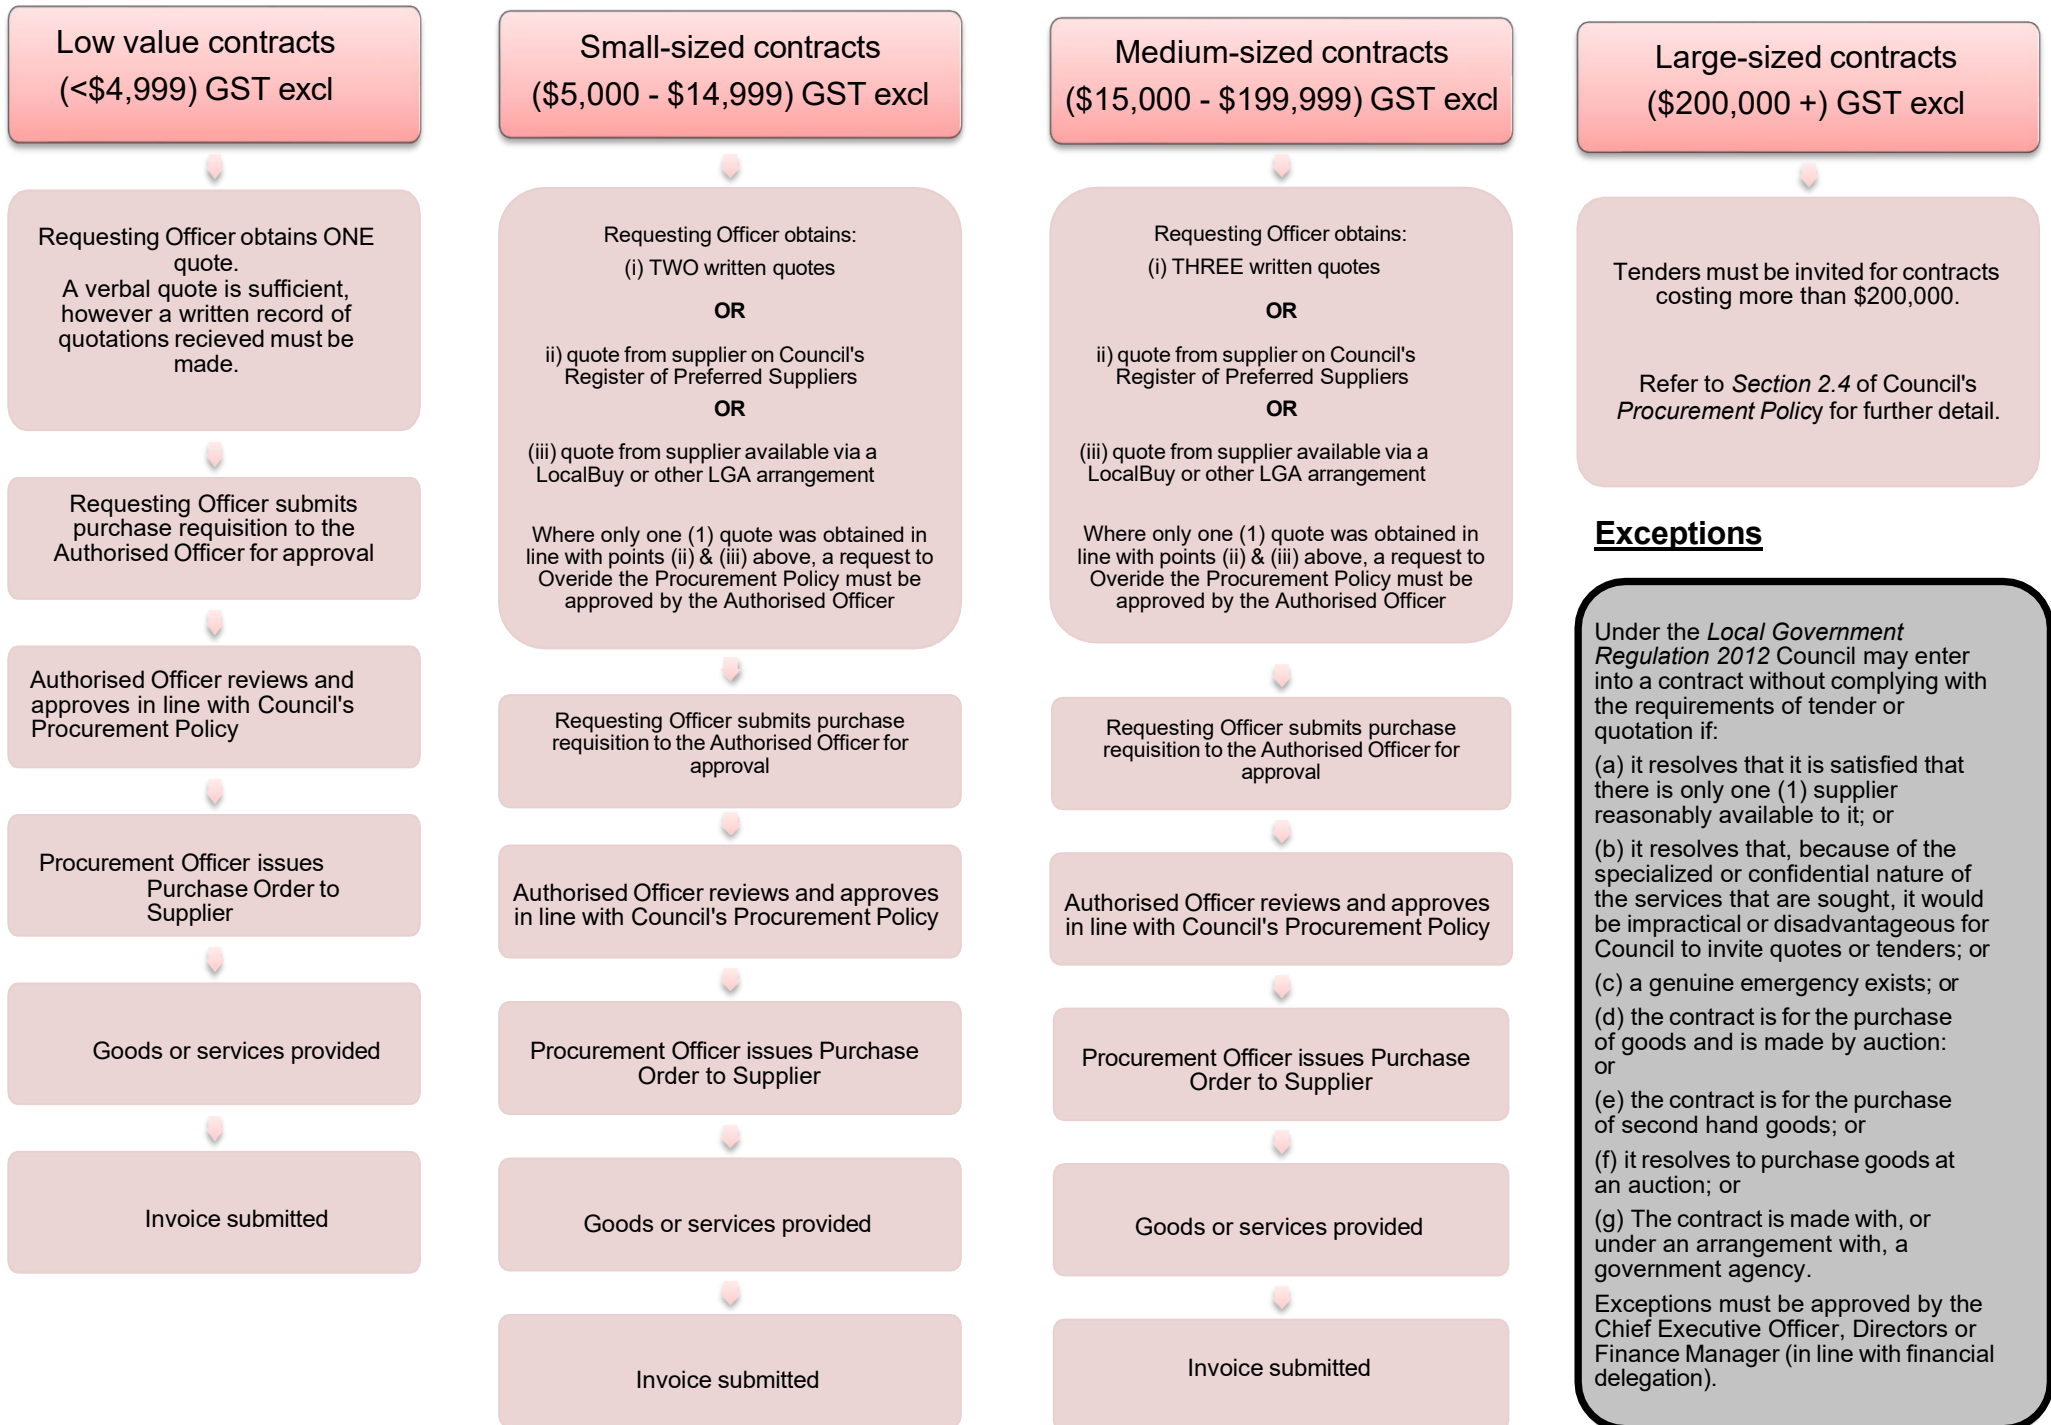 Low value contracts
(<$4,999) GST excl
Requesting Officer obtains ONE
quote.
A verbal quote is sufficient,
however a written record of
quotations recieved must be
made.
Requesting Officer submits
purchase requisition to the
Authorised Officer for approval
Authorised Officer reviews and
approves in line with Council's
Procurement Policy
Procurement Officer issues
Purchase Order to
Supplier
Goods or services provided
Invoice submitted
Small-sized contracts
($5,000 - $14,999) GST excl
Requesting Officer obtains:
(i) TWO written quotes
OR
ii) quote from supplier on Council's
Register of Preferred Suppliers
OR
(iii) quote from supplier available via a
LocalBuy or other LGA arrangement
Where only one (1) quote was obtained in
line with points (ii) & (iii) above, a request to
Overide the Procurement Policy must be
approved by the Authorised Officer
Requesting Officer submits purchase
requisition to the Authorised Officer for
approval
Authorised Officer reviews and approves
in line with Council's Procurement Policy
Procurement Officer issues Purchase
Order to Supplier
Goods or services provided
Invoice submitted
Medium-sized contracts
($15,000 - $199,999) GST excl
Requesting Officer obtains:
(i) THREE written quotes
OR
ii) quote from supplier on Council's
Register of Preferred Suppliers
OR
(iii) quote from supplier available via a
LocalBuy or other LGA arrangement
Where only one (1) quote was obtained in
line with points (ii) & (iii) above, a request to
Overide the Procurement Policy must be
approved by the Authorised Officer
Requesting Officer submits purchase
requisition to the Authorised Officer for
approval
Authorised Officer reviews and approves
in line with Council's Procurement Policy
Procurement Officer issues Purchase
Order to Supplier
Goods or services provided
Invoice submitted
Large-sized contracts
($200,000 +) GST excl
Tenders must be invited for contracts
costing more than $200,000.
Refer to Section 2.4 of Council's
Procurement Policy for further detail.
Exceptions
Under the Local Government
Regulation 2012 Council may enter
into a contract without complying with
the requirements of tender or
quotation if:
(a) it resolves that it is satisfied that
there is only one (1) supplier
reasonably available to it; or
(b) it resolves that, because of the
specialized or confidential nature of
the services that are sought, it would
be impractical or disadvantageous for
Council to invite quotes or tenders; or
(c) a genuine emergency exists; or
(d) the contract is for the purchase
of goods and is made by auction:
or
(e) the contract is for the purchase
of second hand goods; or
(f) it resolves to purchase goods at
an auction; or
(g) The contract is made with, or
under an arrangement with, a
government agency.
Exceptions must be approved by the
Chief Executive Officer, Directors or
Finance Manager (in line with financial
delegation).